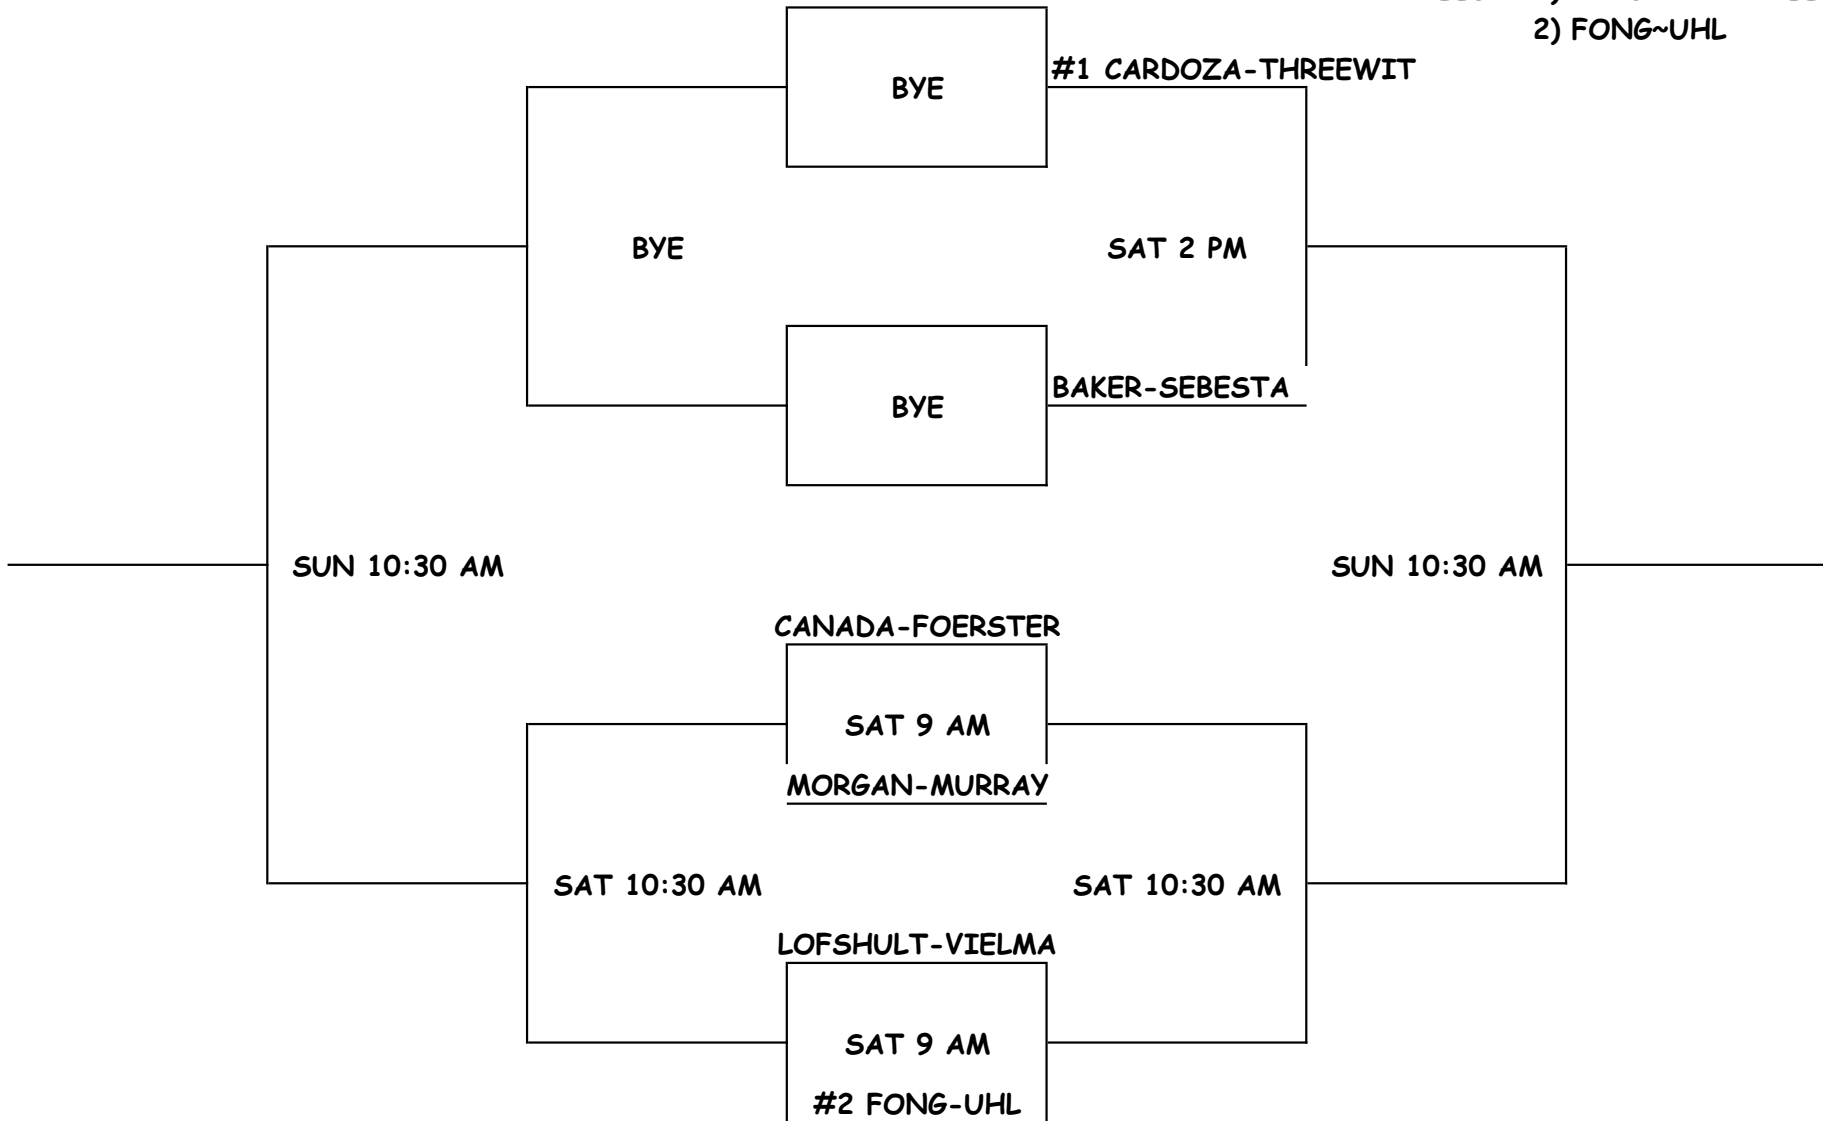 2) FONG~UHL
#1 CARDOZA-THREEWIT
BYE
BYE
SAT 2 PM
BAKER-SEBESTA
BYE
SUN 10:30 AM
SUN 10:30 AM
CANADA-FOERSTER
SAT 9 AM
MORGAN-MURRAY
SAT 10:30 AM
SAT 10:30 AM
LOFSHULT-VIELMA
SAT 9 AM
#2 FONG-UHL